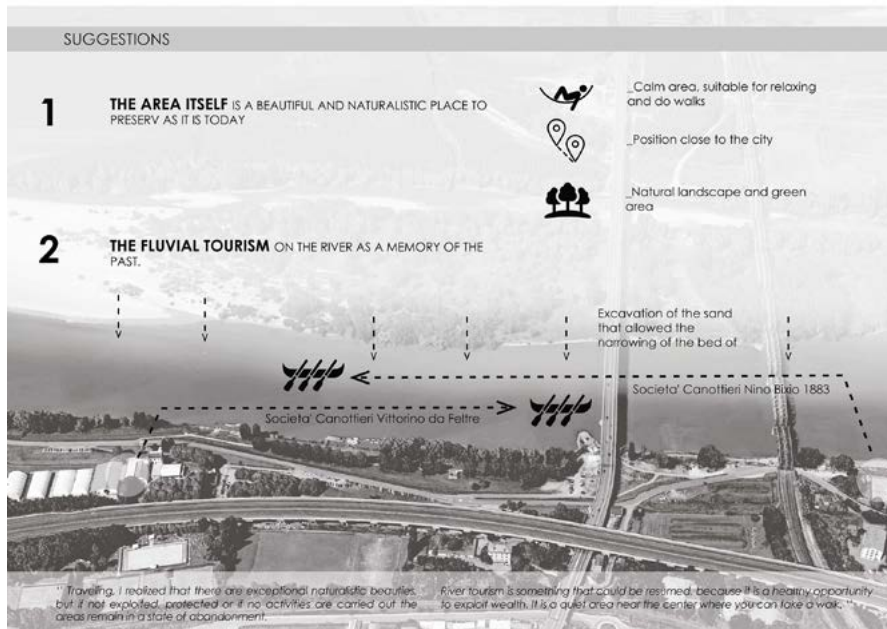 SUGGESTIONS
1
THE AREA ITSELF IS A BEAUTIFUL AND NATURALISTIC PLACE TO
PRESERV AS IT IS TODAY
_Calm area, suitable for relaxing
and do walks
_Position close to the city
_Natural landscape and green
area
2
THE FLUVIAL TOURISM ON THE RIVER AS A MEMORY OF THE
PAST.
Excavation of the sand
that allowed the
narrowing of the bed of
Societa' Canottieri Nino Bixio 1883
Societa' Canottieri Vittorino da Feltre
" Traveling, I realized that there are exceptional naturalistic beauties,
but if not exploited, protected or if no activities are carried out the
areas remain in a state of abandonment.
River tourism is something that could be resumed, because it is a healthy opportunity
to exploit wealth. It is a quiet area near the center where you can take a walk. "